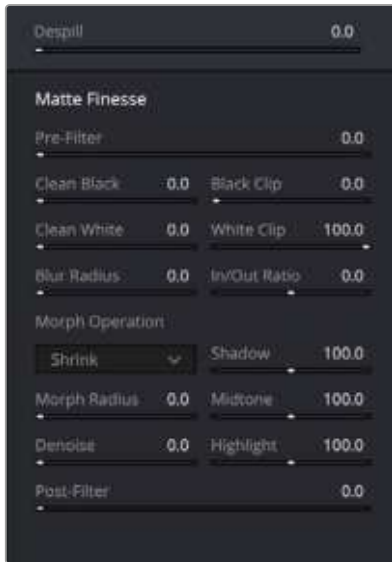 Despill 0.0
Matte Finesse
Pre-Filter 0.0
Clean Black 0.0 Black Clip 0.0
Clean White 0.0 White Clip 100.0
Blur Radius 0.0 In/Out Ratio 0.0
Morph Operation
Shrink Shadow 100.0
Morph Radius 0.0 Midtone 100.0
Denoise 0.0 Highlight 100.0
Post-Filter 0.0